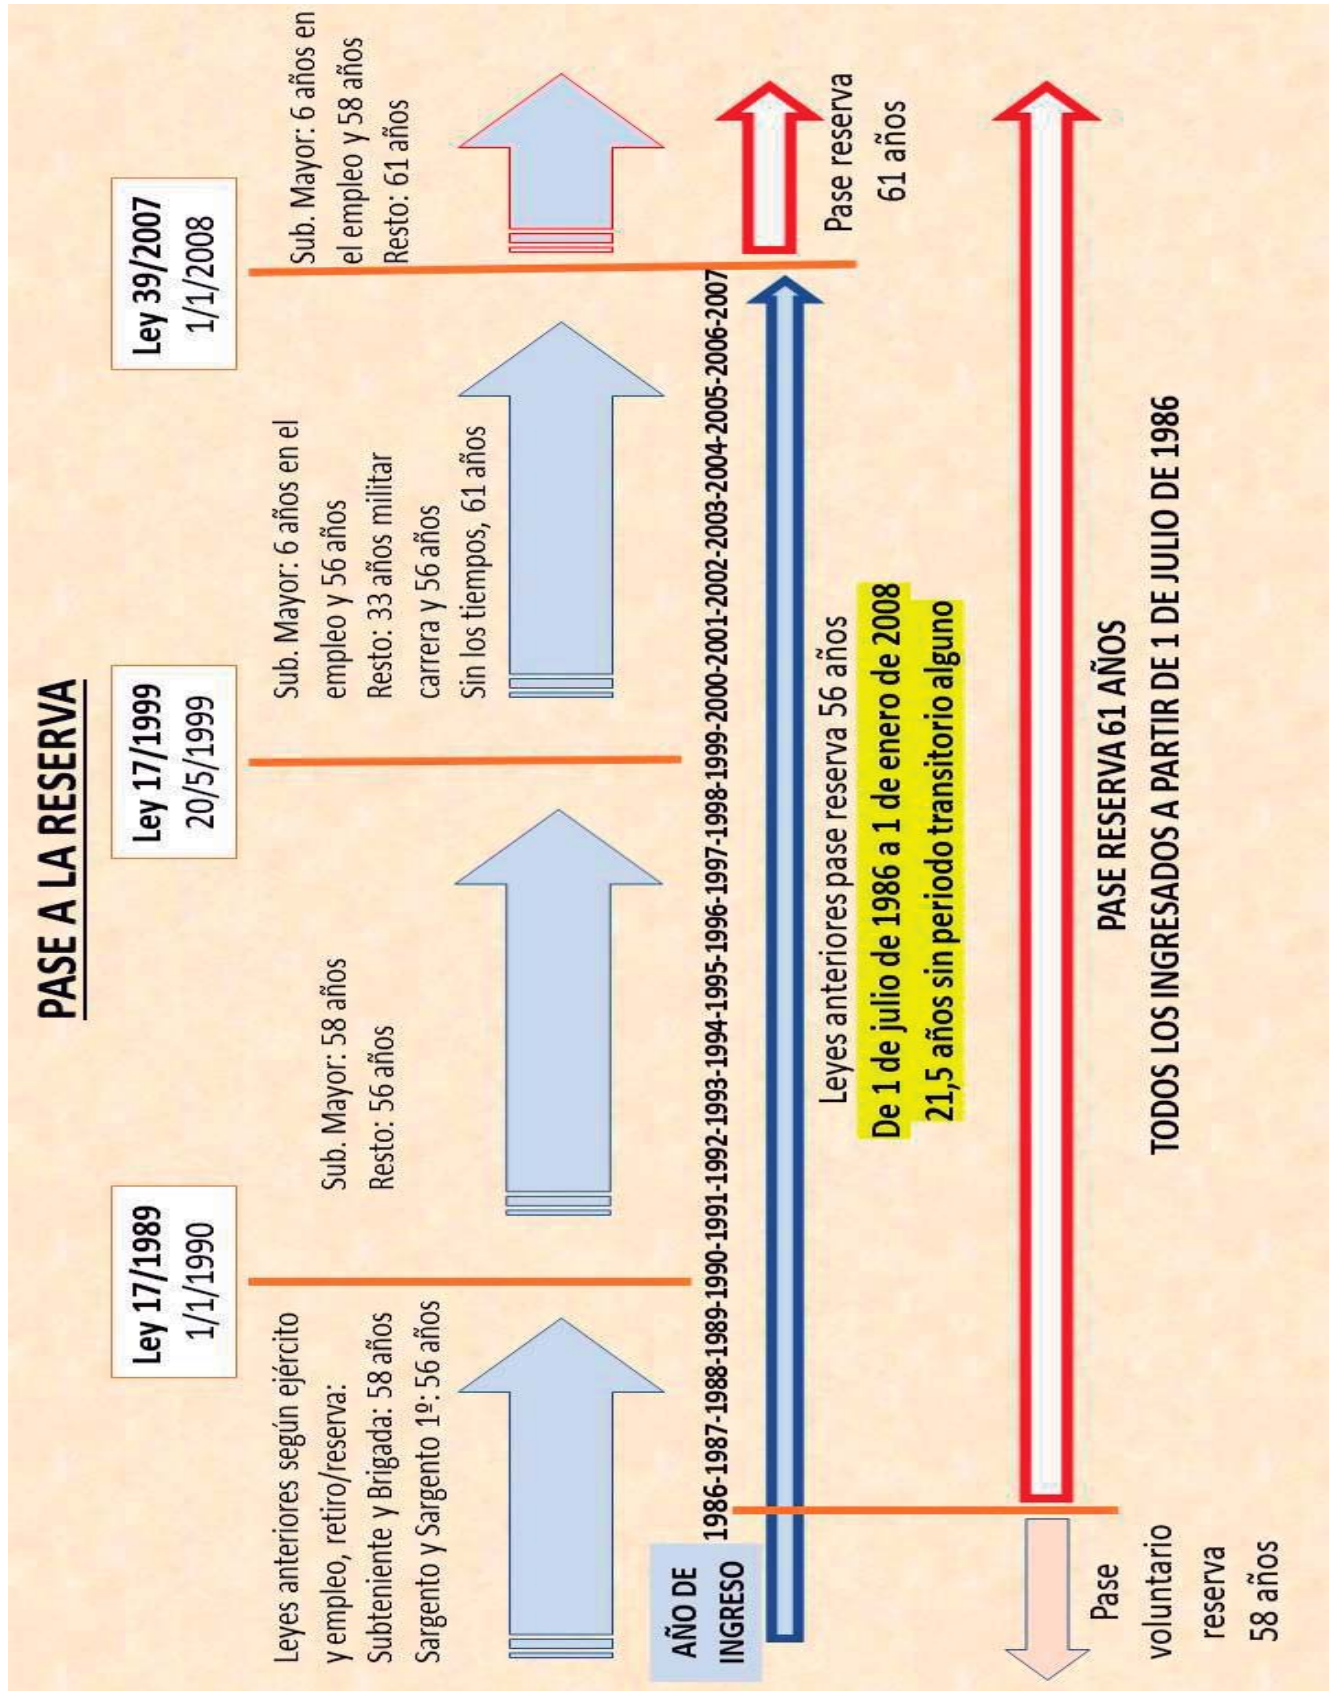 PASE A LA RESERVA
Ley 17/1989
1/1/1990
Ley 17/1999
20/5/1999
Ley 39/2007
1/1/2008
Leyes anteriores según ejército
y empleo, retiro/reserva:
Subteniente y Brigada: 58 años
Sargento y Sargento 1º: 56 años
Sub. Mayor: 58 años
Resto: 56 años
Sub. Mayor: 6 años en el
empleo y 56 años
Resto: 33 años militar
carrera y 56 años
Sin los tiempos, 61 años
Sub. Mayor: 6 años en
el empleo y 58 años
Resto: 61 años
AÑO DE
INGRESO
1986-1987-1988-1989-1990-1991-1992-1993-1994-1995-1996-1997-1998-1999-2000-2001-2002-2003-2004-2005-2006-2007
Leyes anteriores pase reserva 56 años
De 1 de julio de 1986 a 1 de enero de 2008
21,5 años sin periodo transitorio alguno
Pase reserva
61 años
Pase
voluntario
reserva
58 años
PASE RESERVA 61 AÑOS
TODOS LOS INGRESADOS A PARTIR DE 1 DE JULIO DE 1986